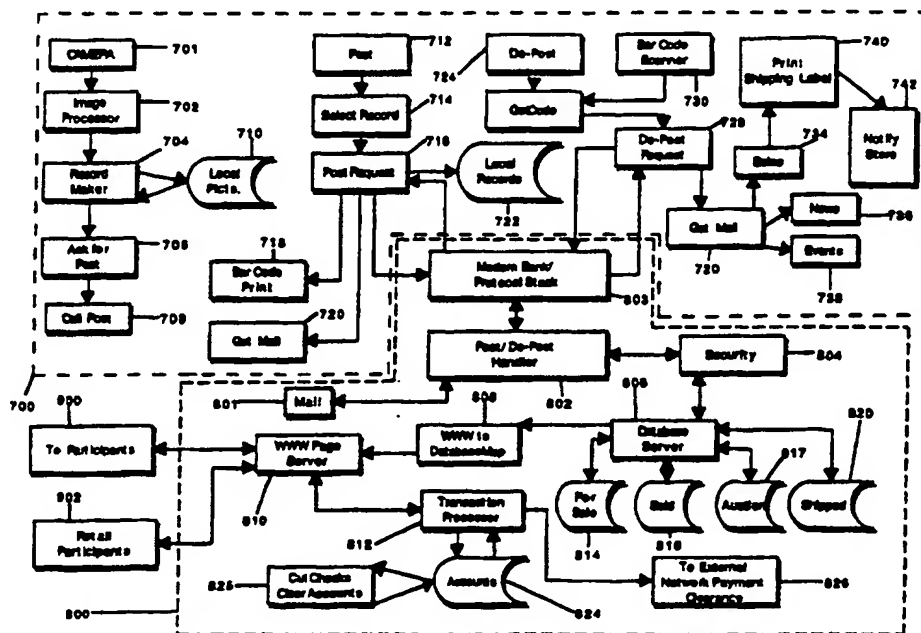 CAMERA
701
Image
Processor
702
Record
Maker
704
Local
Picts.
710
Ask for
Post
706
Call Post
709
700
Post
712
Select Record
714
Post Request
716
Local
Records
722
718
Bar Code
Print
720
Get Mail
De-Post
724
GetCode
Bar Code
Scanner
730
De-Post
Request
728
Get Mail
720
Sales
734
News
736
Events
738
740
Print
Shipping Label
742
Notify
Store
Modem Bank/
Protocol Stack
803
Post/De-Post
Handler
802
Security
804
801
Mail
806
WWW to
DatabaseMap
808
Database
Server
For
Sale
814
Sold
816
Auction
817
Shipped
820
900
To Participants
902
Retail
Participants
WWW Page
Server
810
Transaction
Processor
812
825
Cut Checks
Clear Accounts
Accounts
824
To External
Network Payment
Clearance
826
800